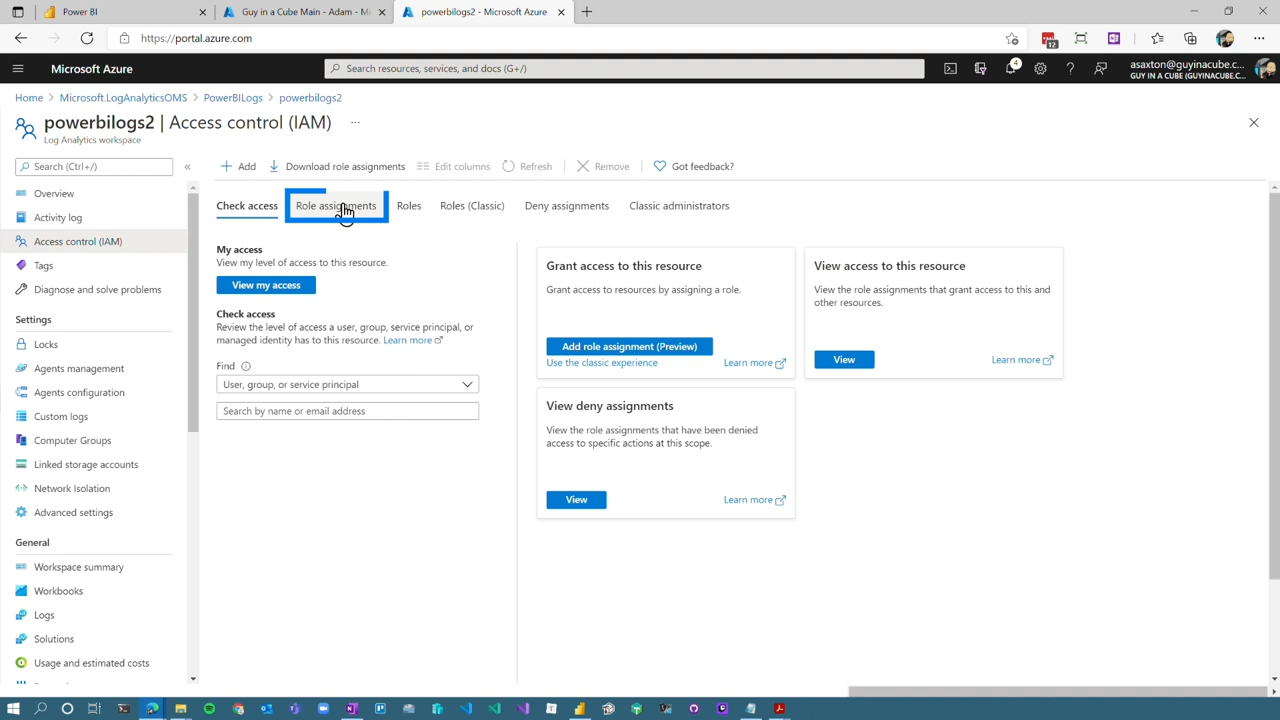 Power BI
Guy in a Cube Main - Adam - Mi
powerbilogs2 - Microsoft Azure
https://portal.azure.com
12
Microsoft Azure
Search resources, services, and docs (G+/)
4
asaxton@guyinacube.c...
GUY IN A CUBE (GUYINACUBE.C...
Home > Microsoft.LogAnalyticsOMS > PowerBILogs > powerbilogs2
powerbilogs2 | Access control (IAM) ...
Log Analytics workspace
Search (Ctrl+/)
«
Add
Download role assignments
Edit columns
Refresh
Remove
Got feedback?
Overview
Activity log
Access control (IAM)
Tags
Diagnose and solve problems
Settings
Locks
Agents management
Agents configuration
Custom logs
Computer Groups
Linked storage accounts
Network Isolation
Advanced settings
General
Workspace summary
Workbooks
Logs
Solutions
Usage and estimated costs
Check access
Role assignments
Roles
Roles (Classic)
Deny assignments
Classic administrators
My access
View my level of access to this resource.
View my access
Check access
Review the level of access a user, group, service principal, or
managed identity has to this resource. Learn more
Find
User, group, or service principal
Search by name or email address
Grant access to this resource
Grant access to resources by assigning a role.
Add role assignment (Preview)
Use the classic experience
Learn more
View access to this resource
View the role assignments that grant access to this and
other resources.
View
Learn more
View deny assignments
View the role assignments that have been denied
access to specific actions at this scope.
View
Learn more